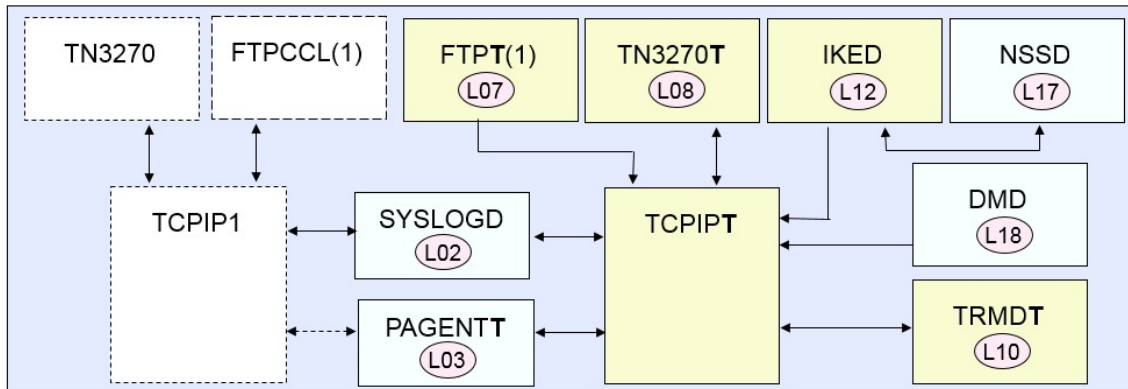 TN3270
FTPCCL(1)
FTPT(1)
L07
TN3270T
L08
IKED
L12
NSSD
L17
TCPIP1
SYSLOGD
L02
TCPIPT
DMD
L18
PAGENTT
L03
TRMDT
L10